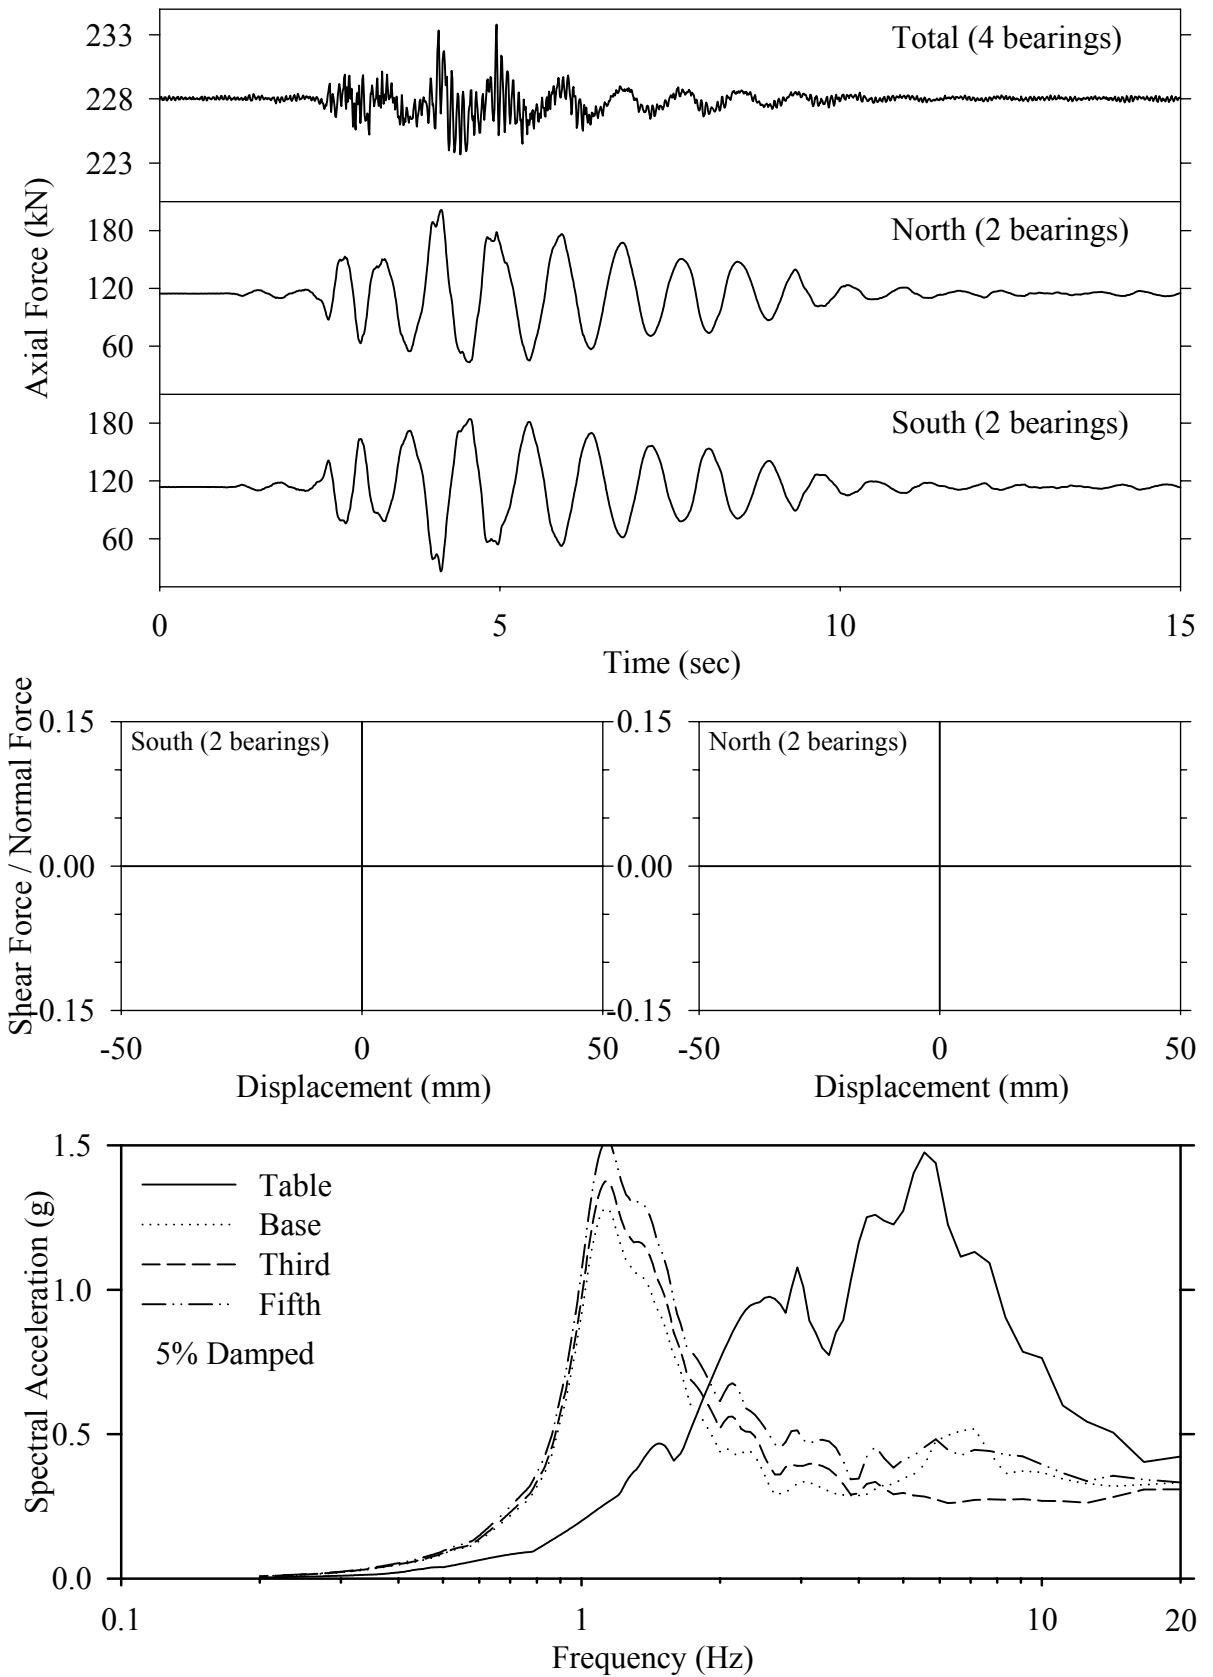 233
Total (4 bearings)
228
223
Axial Force (kN)
180
North (2 bearings)
120
60
180
South (2 bearings)
120
60
0 5 10 15
Time (sec)
Shear Force / Normal Force
0.15 0.15
South (2 bearings) North (2 bearings)
0.00 0.00
-0.15 -0.15
-50 0 50 -50 0 50
Displacement (mm) Displacement (mm)
Spectral Acceleration (g)
1.5
Table
Base
1.0 Third
Fifth
5% Damped
0.5
0.0
0.1 1 10 20
Frequency (Hz)